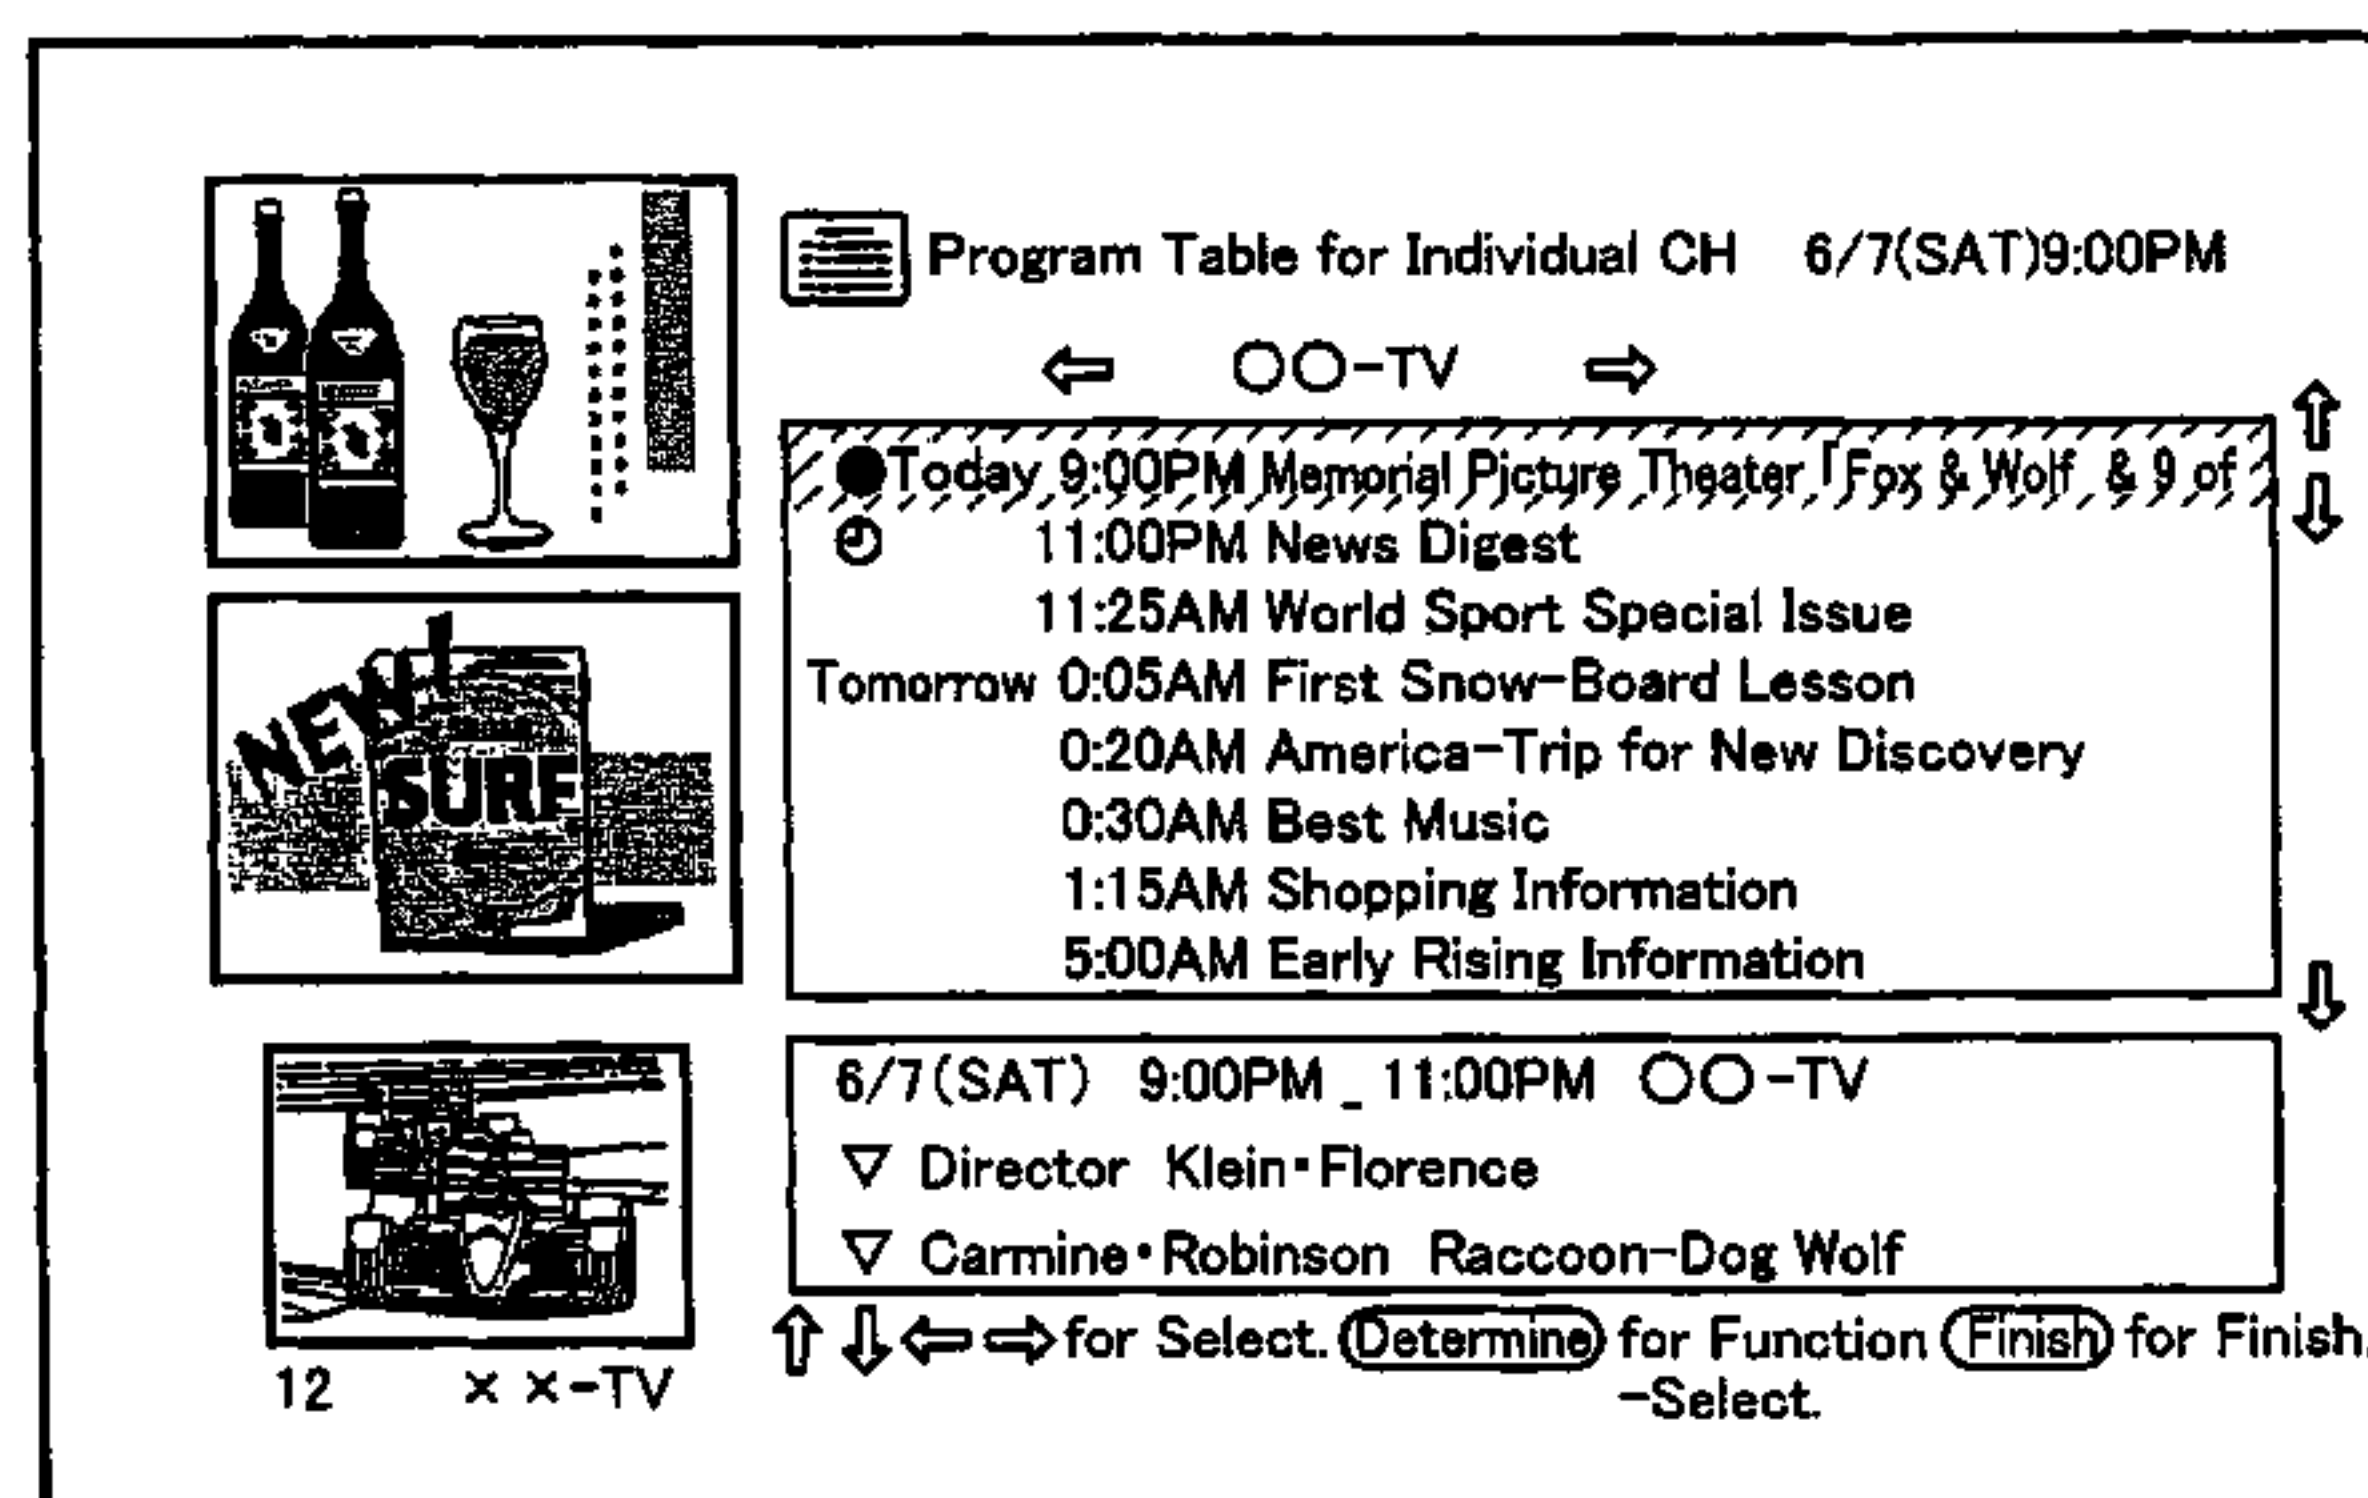 Program Table for Individual CH 6/7(SAT)9:00PM
⇦ ○○-TV ⇨
●Today 9:00PM Memorial Picture Theater「Fox & Wolf & 9 of
11:00PM News Digest
11:25AM World Sport Special Issue
Tomorrow 0:05AM First Snow-Board Lesson
0:20AM America-Trip for New Discovery
0:30AM Best Music
1:15AM Shopping Information
5:00AM Early Rising Information
6/7(SAT) 9:00PM _ 11:00PM ○○-TV
▽ Director Klein・Florence
▽ Carmine・Robinson Raccoon-Dog Wolf
⇧⇩⇦⇨for Select. Determine for Function Finish for Finish.
-Select.
NEW!
SURF
12 × ×-TV